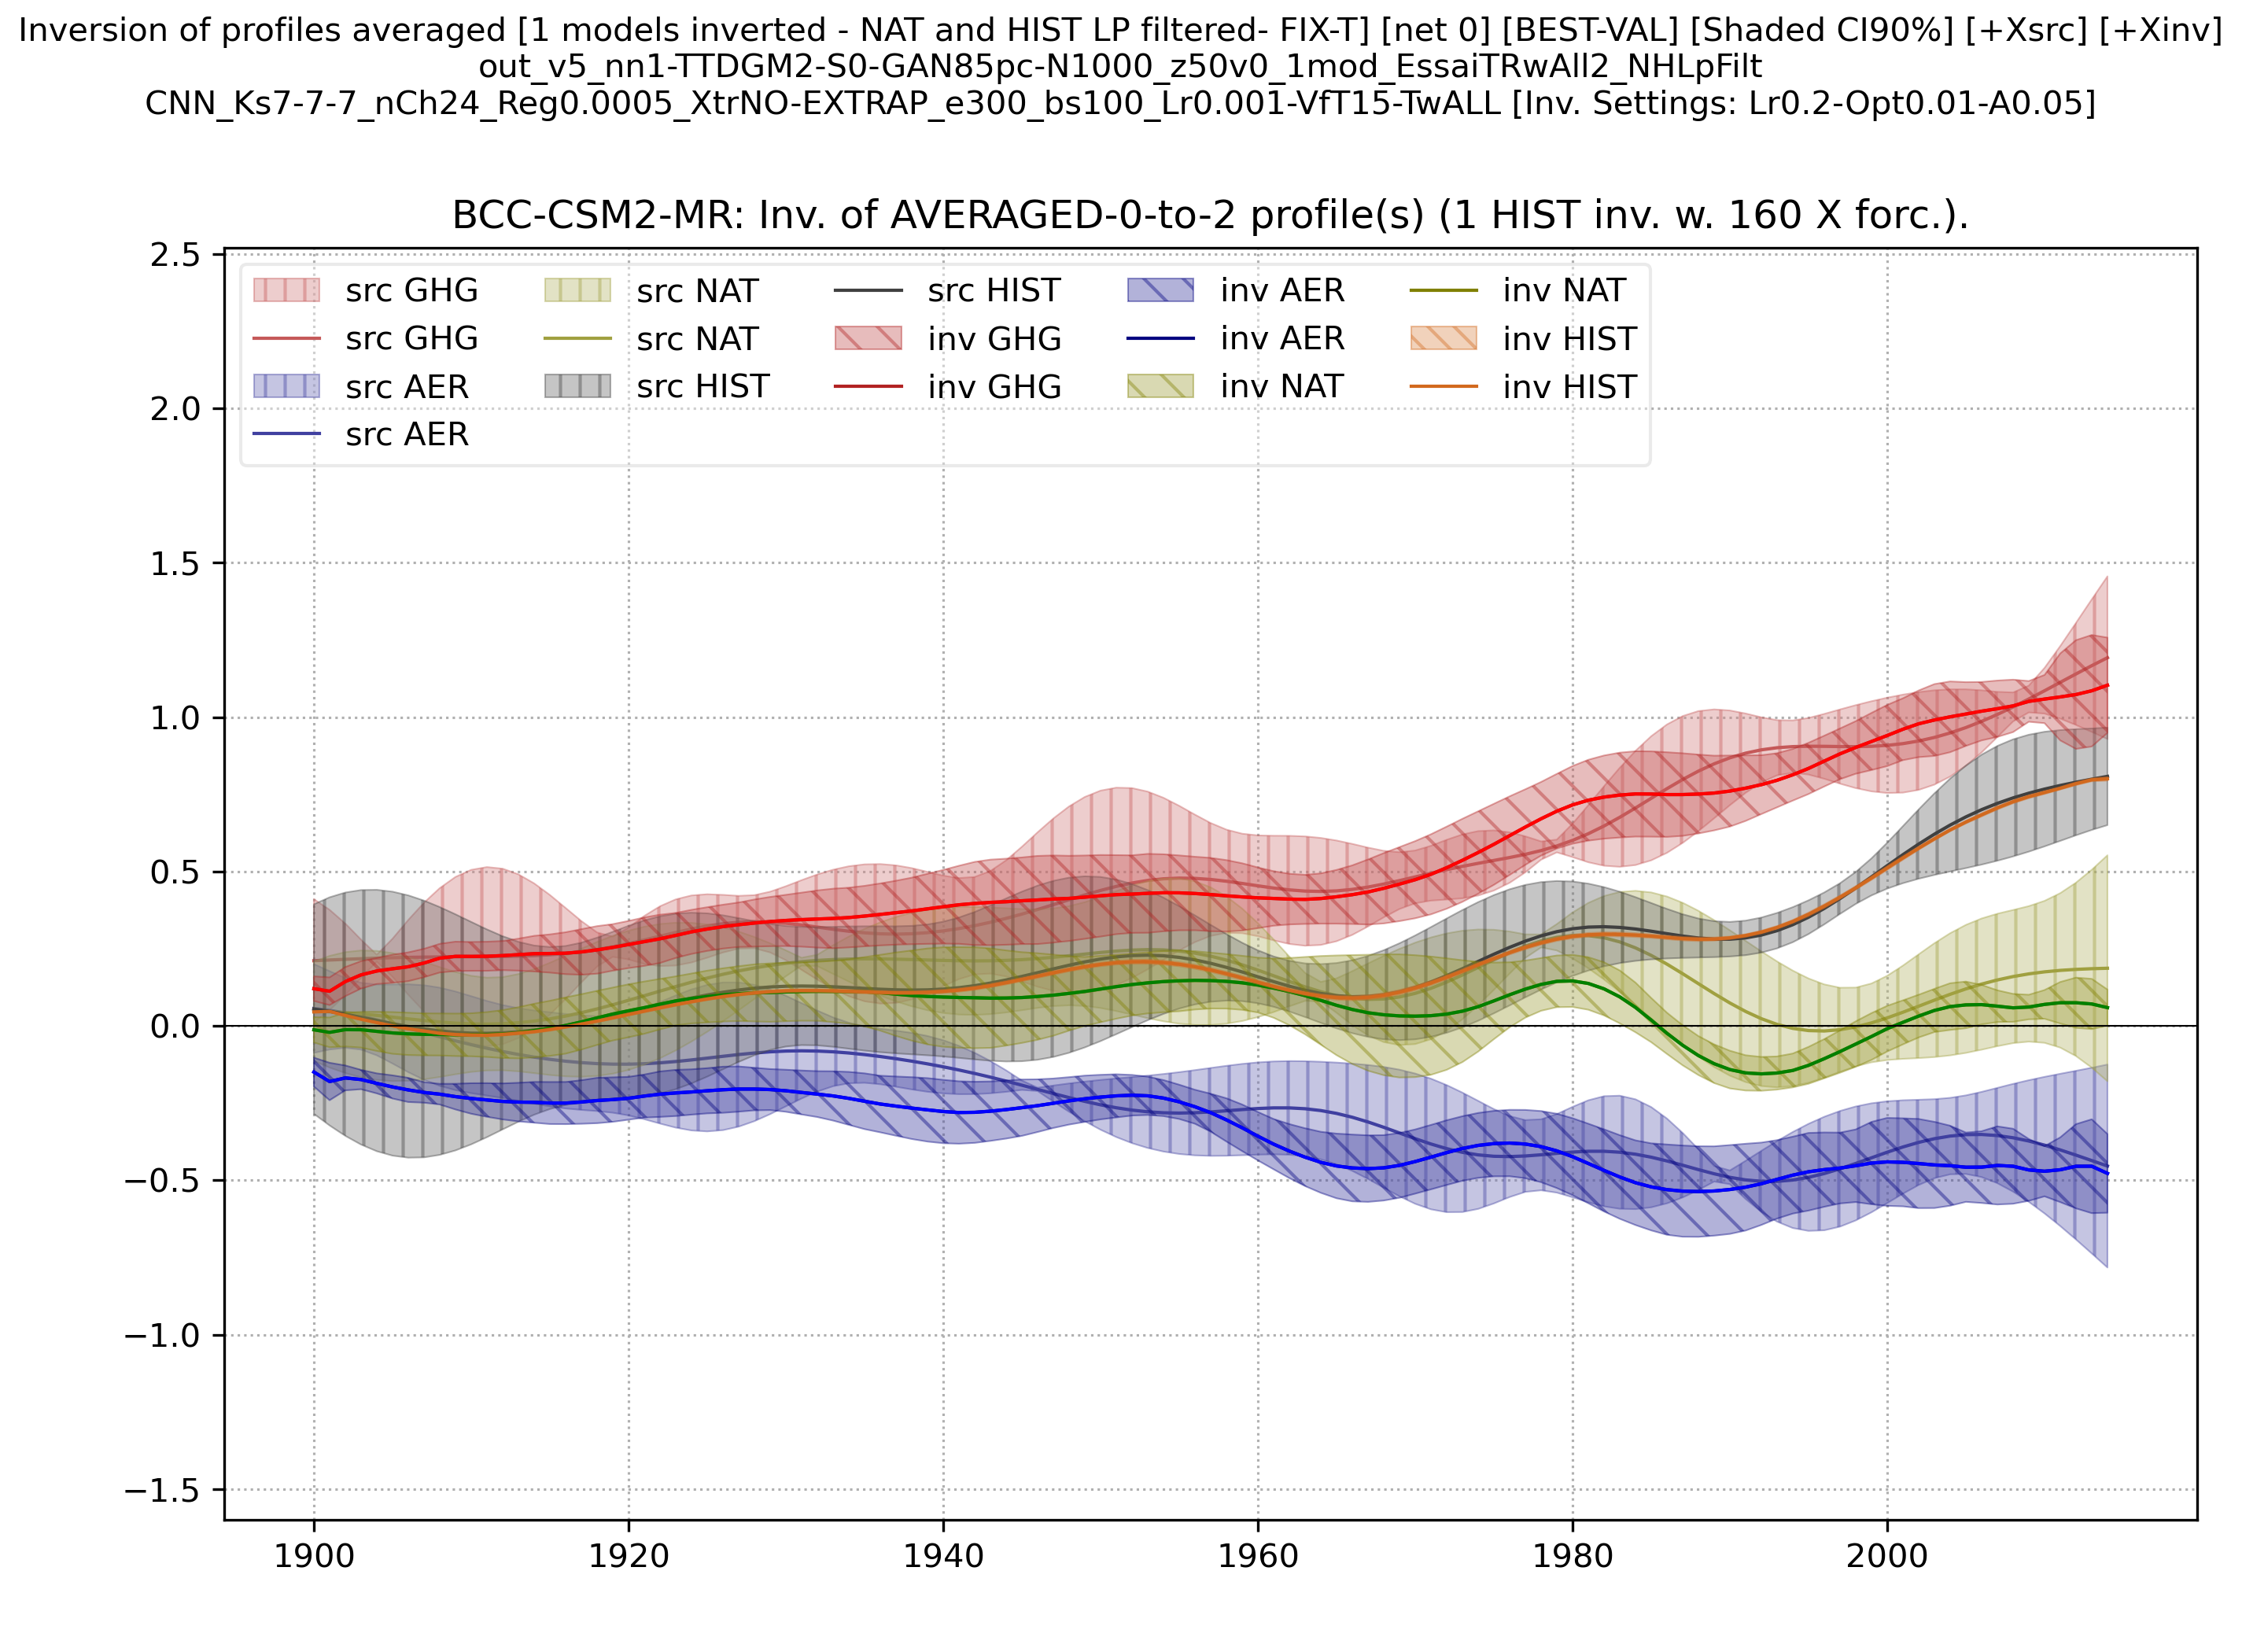 Inversion of profiles averaged [1 models inverted - NAT and HIST LP filtered- FIX-T] [net 0] [BEST-VAL] [Shaded CI90%] [+Xsrc] [+Xinv]
out_v5_nn1-TTDGM2-S0-GAN85pc-N1000_z50v0_1mod_EssaiTRwAll2_NHLpFilt
CNN_Ks7-7-7_nCh24_Reg0.0005_XtrNO-EXTRAP_e300_bs100_Lr0.001-VfT15-TwALL [Inv. Settings: Lr0.2-Opt0.01-A0.05]
BCC-CSM2-MR: Inv. of AVERAGED-0-to-2 profile(s) (1 HIST inv. w. 160 X forc.).
src GHG
src GHG
src AER
src AER
src NAT
src NAT
src HIST
src HIST
inv GHG
inv GHG
inv AER
inv AER
inv NAT
inv NAT
inv HIST
inv HIST
2.5
2.0
1.5
1.0
0.5
0.0
−0.5
−1.0
−1.5
1900 1920 1940 1960 1980 2000